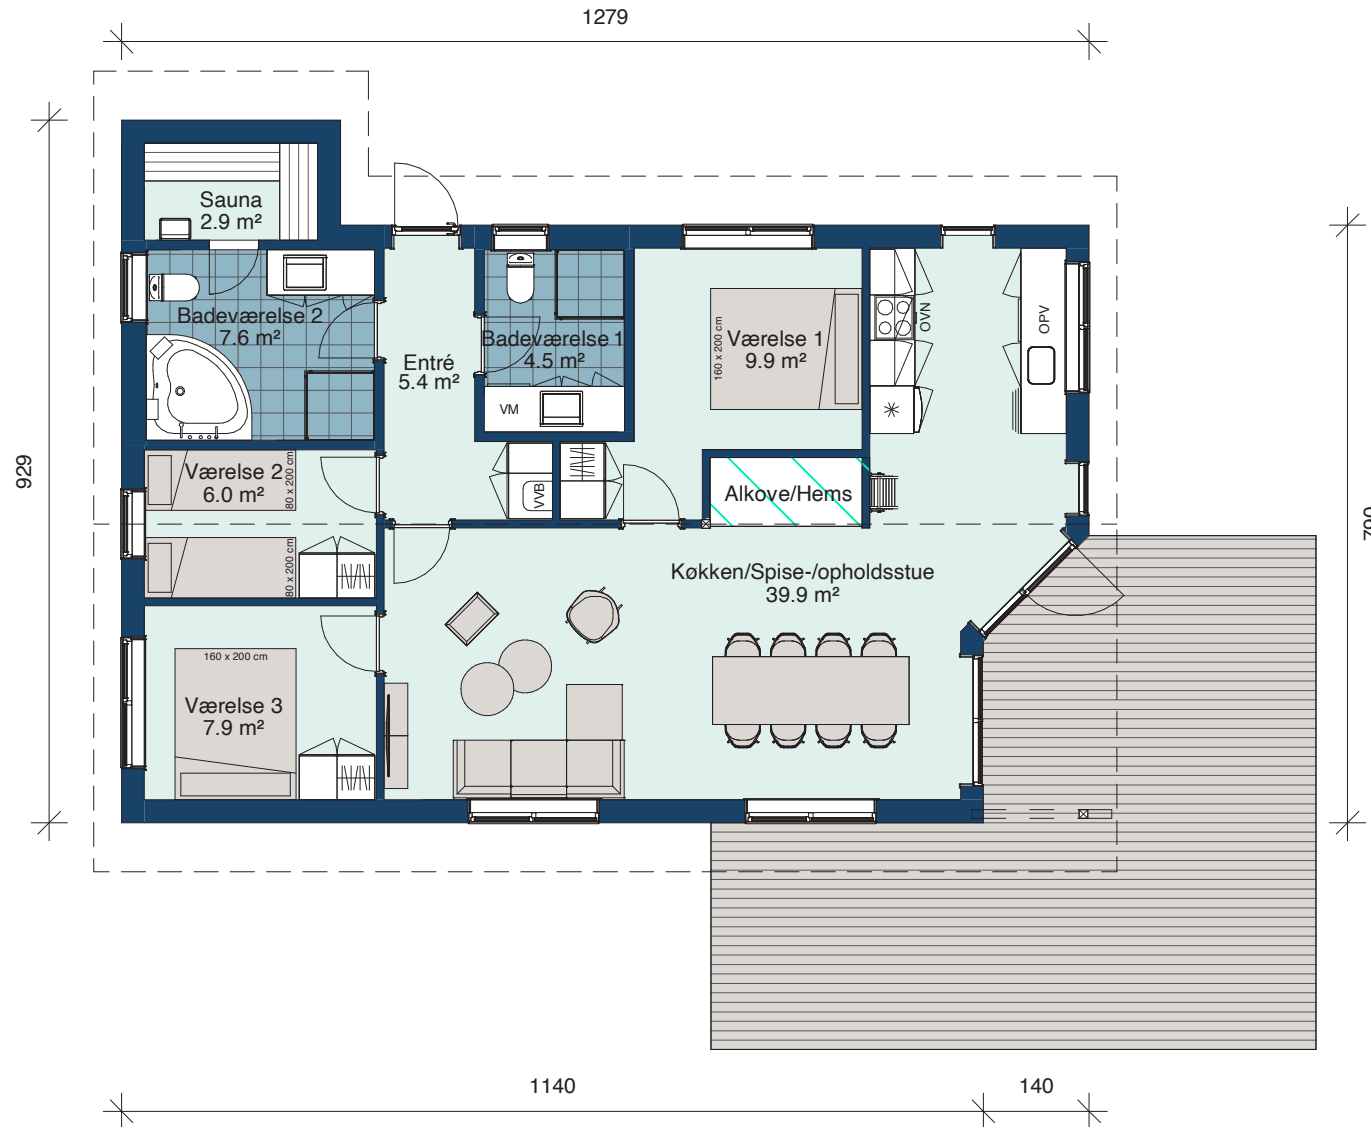 1279
Sauna
2.9 m²
Badeværelse 2
7.6 m²
Entré
5.4 m²
Badeværelse 1
4.5 m²
VM
160 x 200 cm
Værelse 1
9.9 m²
OVN
OPV
929
790
Værelse 2
6.0 m²
80 x 200 cm
80 x 200 cm
VVB
Alkove/Hems
Køkken/Spise-/opholdsstue
39.9 m²
160 x 200 cm
Værelse 3
7.9 m²
1140
140